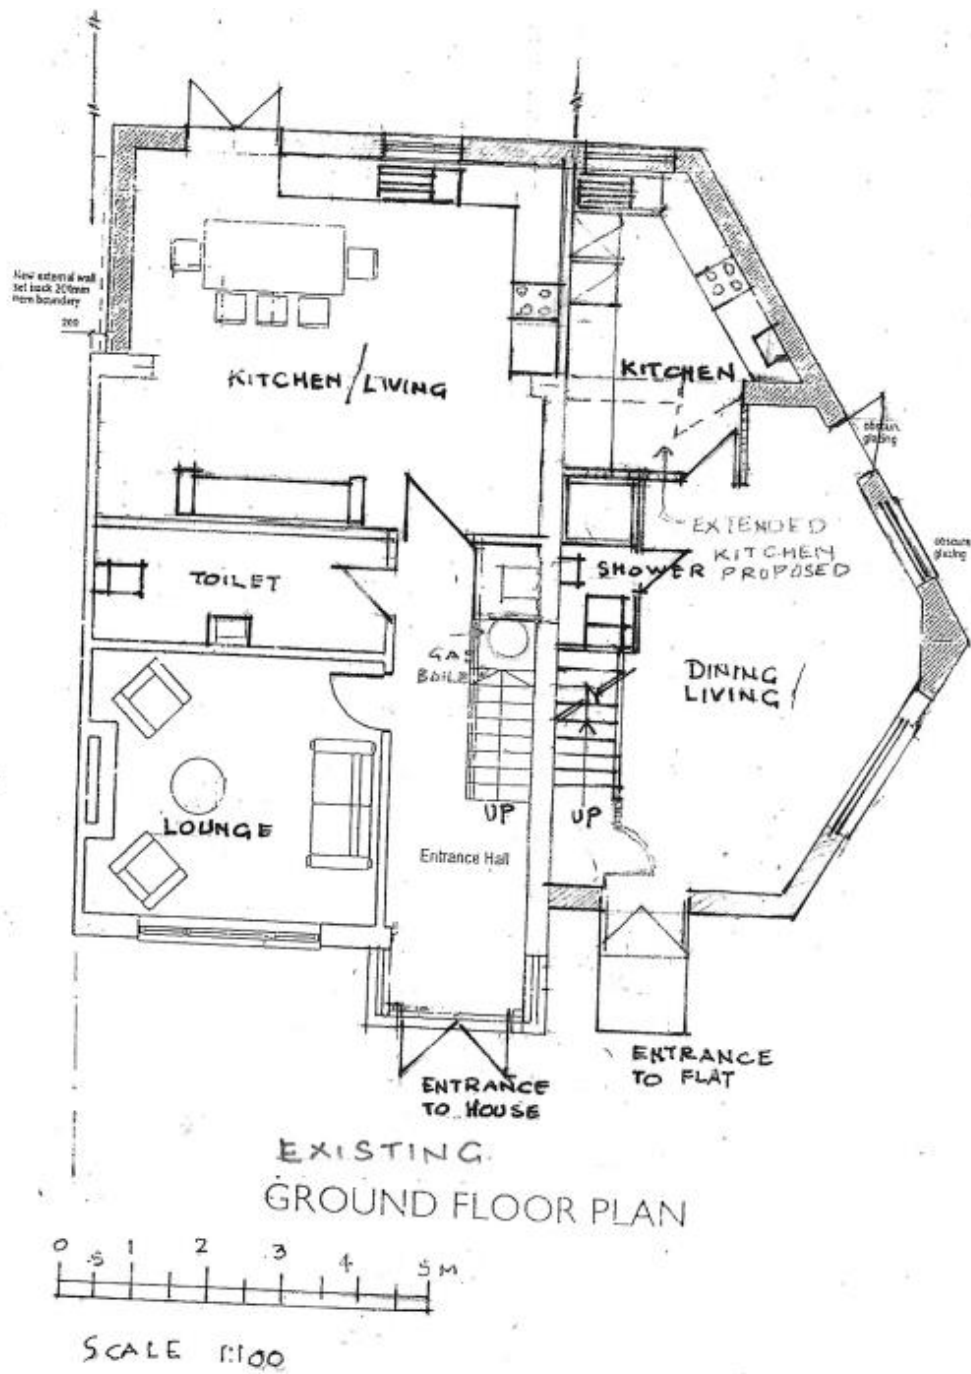 New external wall
set back 200mm
from boundary
200
KITCHEN/LIVING
KITCHEN
obscure
glazing
EXTENDED
KITCHEN
PROPOSED
obscure
glazing
TOILET
SHOWER
GAS
BOILER
DINING
LIVING/
LOUNGE
UP
UP
Entrance Hall
ENTRANCE
TO HOUSE
ENTRANCE
TO FLAT
EXISTING.
GROUND FLOOR PLAN
0 .5 1 2 3 4 5 M
SCALE 1:100